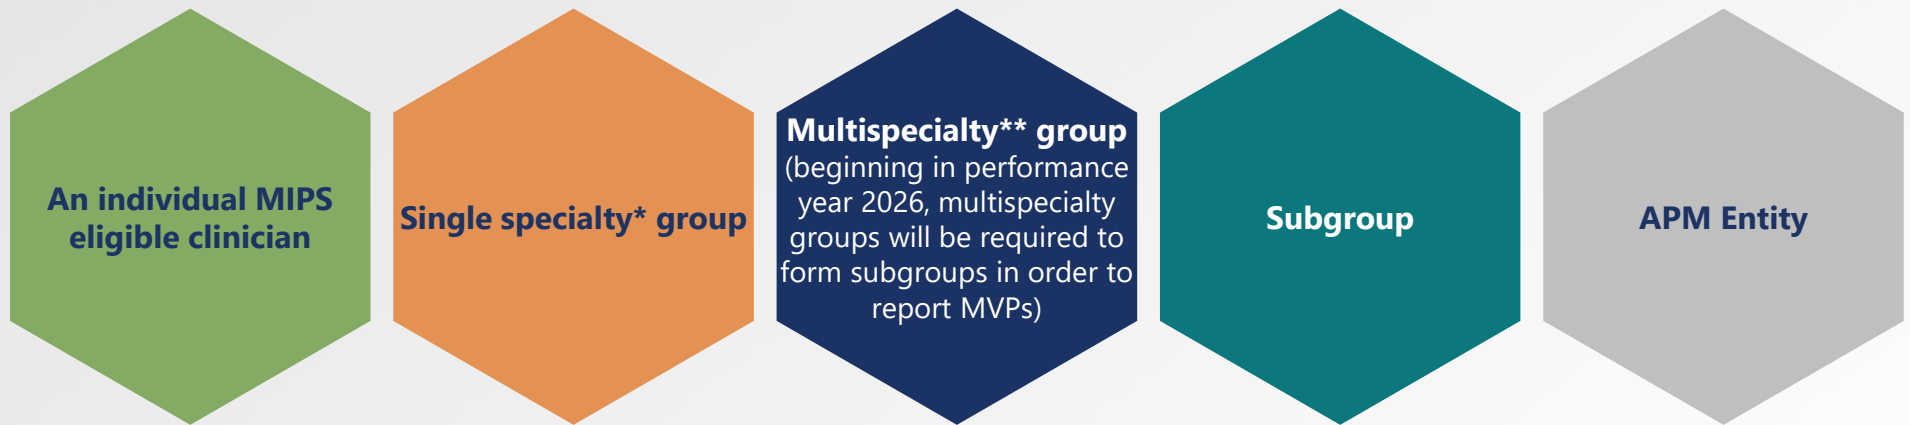 An individual MIPS
eligible clinician
Single specialty* group
Multispecialty** group
(beginning in performance
year 2026, multispecialty
groups will be required to
form subgroups in order to
report MVPs)
Subgroup
APM Entity